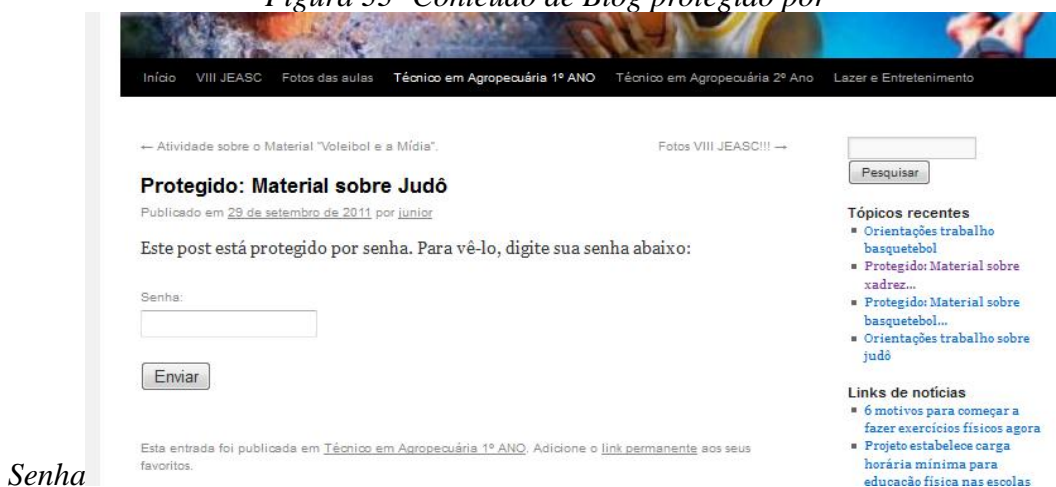 Figura 33- Conteúdo de Blog protegido por
Início VIII JEASC Fotos das aulas Técnico em Agropecuária 1º ANO Técnico em Agropecuária 2º Ano Lazer e Entretenimento
← Atividade sobre o Material "Voleibol e a Mídia".
Fotos VIII JEASC!!! →
Protegido: Material sobre Judô
Publicado em 29 de setembro de 2011 por junior
Este post está protegido por senha. Para vê-lo, digite sua senha abaixo:
Senha:
Enviar
Esta entrada foi publicada em Técnico em Agropecuária 1º ANO. Adicione o link permanente aos seus
favoritos.
Pesquisar
Tópicos recentes
Orientações trabalho
basquetebol
Protegido: Material sobre
xadrez...
Protegido: Material sobre
basquetebol...
Orientações trabalho sobre
judô
Links de notícias
6 motivos para começar a
fazer exercícios físicos agora
Projeto estabelece carga
horária mínima para
educação física nas escolas
Senha